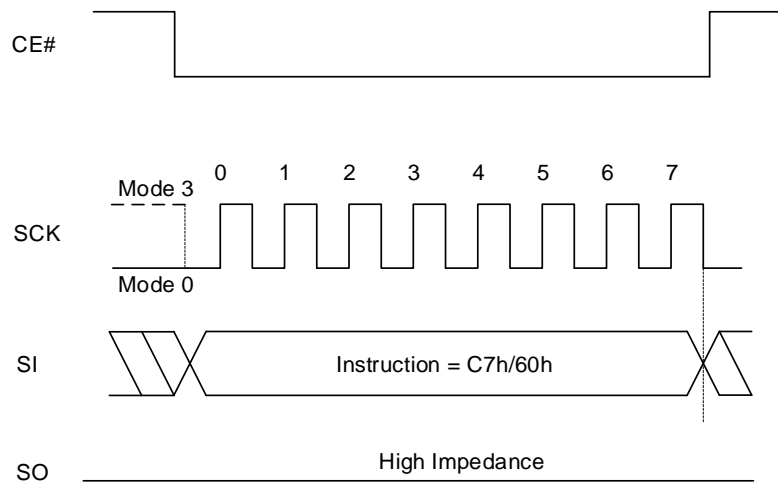 CE#
0 1 2 3 4 5 6 7
Mode 3
SCK
Mode 0
SI
Instruction = C7h/60h
High Impedance
SO